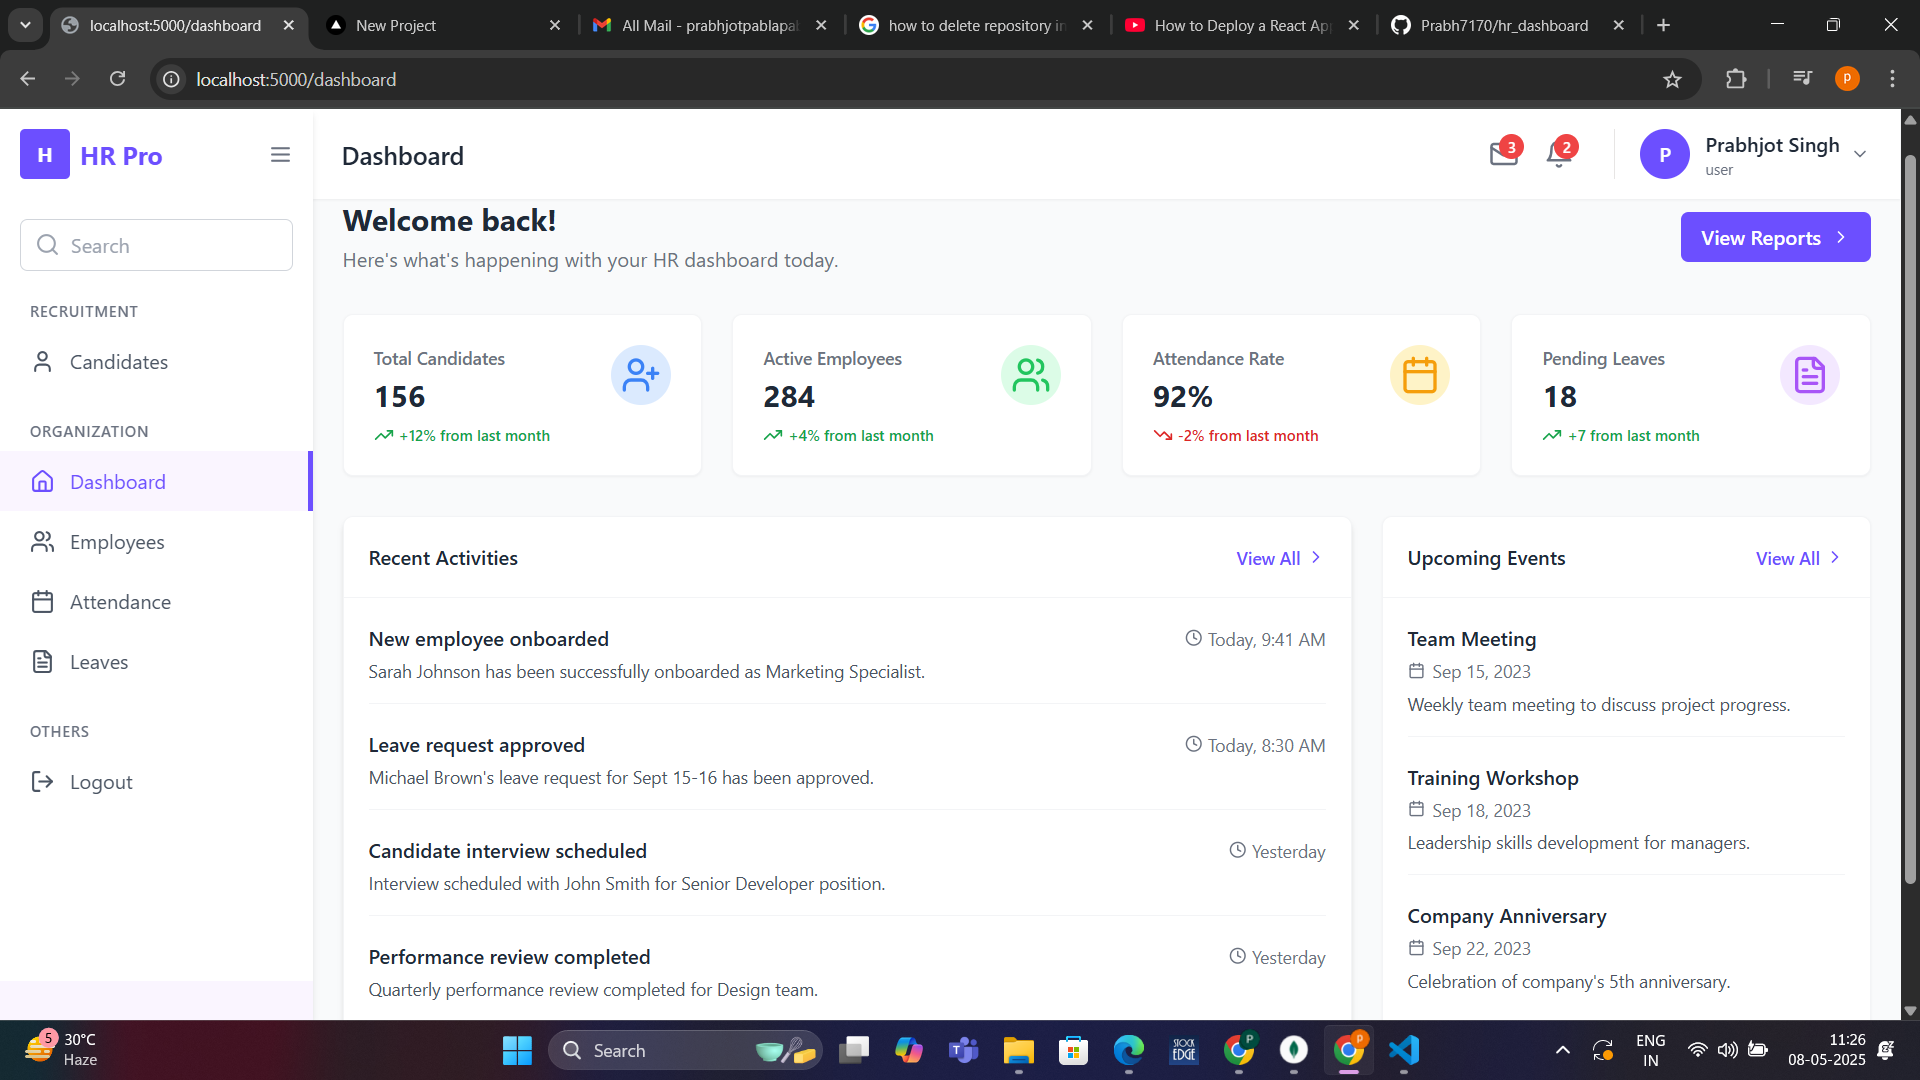 localhost:5000/dashboard
New Project
All Mail - prabhjotpablapab
how to delete repository in
How to Deploy a React App
Prabh7170/hr_dashboard
localhost:5000/dashboard
P
H
HR Pro
Dashboard
3
2
P
Prabhjot Singh
user
Search
Welcome back!
Here's what's happening with your HR dashboard today.
View Reports
RECRUITMENT
Candidates
ORGANIZATION
Dashboard
Employees
Attendance
Leaves
OTHERS
Logout
Total Candidates
156
+12% from last month
Active Employees
284
+4% from last month
Attendance Rate
92%
-2% from last month
Pending Leaves
18
+7 from last month
Recent Activities
View All
New employee onboarded
Today, 9:41 AM
Sarah Johnson has been successfully onboarded as Marketing Specialist.
Leave request approved
Today, 8:30 AM
Michael Brown's leave request for Sept 15-16 has been approved.
Candidate interview scheduled
Yesterday
Interview scheduled with John Smith for Senior Developer position.
Performance review completed
Yesterday
Quarterly performance review completed for Design team.
Upcoming Events
View All
Team Meeting
Sep 15, 2023
Weekly team meeting to discuss project progress.
Training Workshop
Sep 18, 2023
Leadership skills development for managers.
Company Anniversary
Sep 22, 2023
Celebration of company's 5th anniversary.
5
30°C
Haze
Search
STOCK
EDGE
P
P
ENG
IN
11:26
08-05-2025